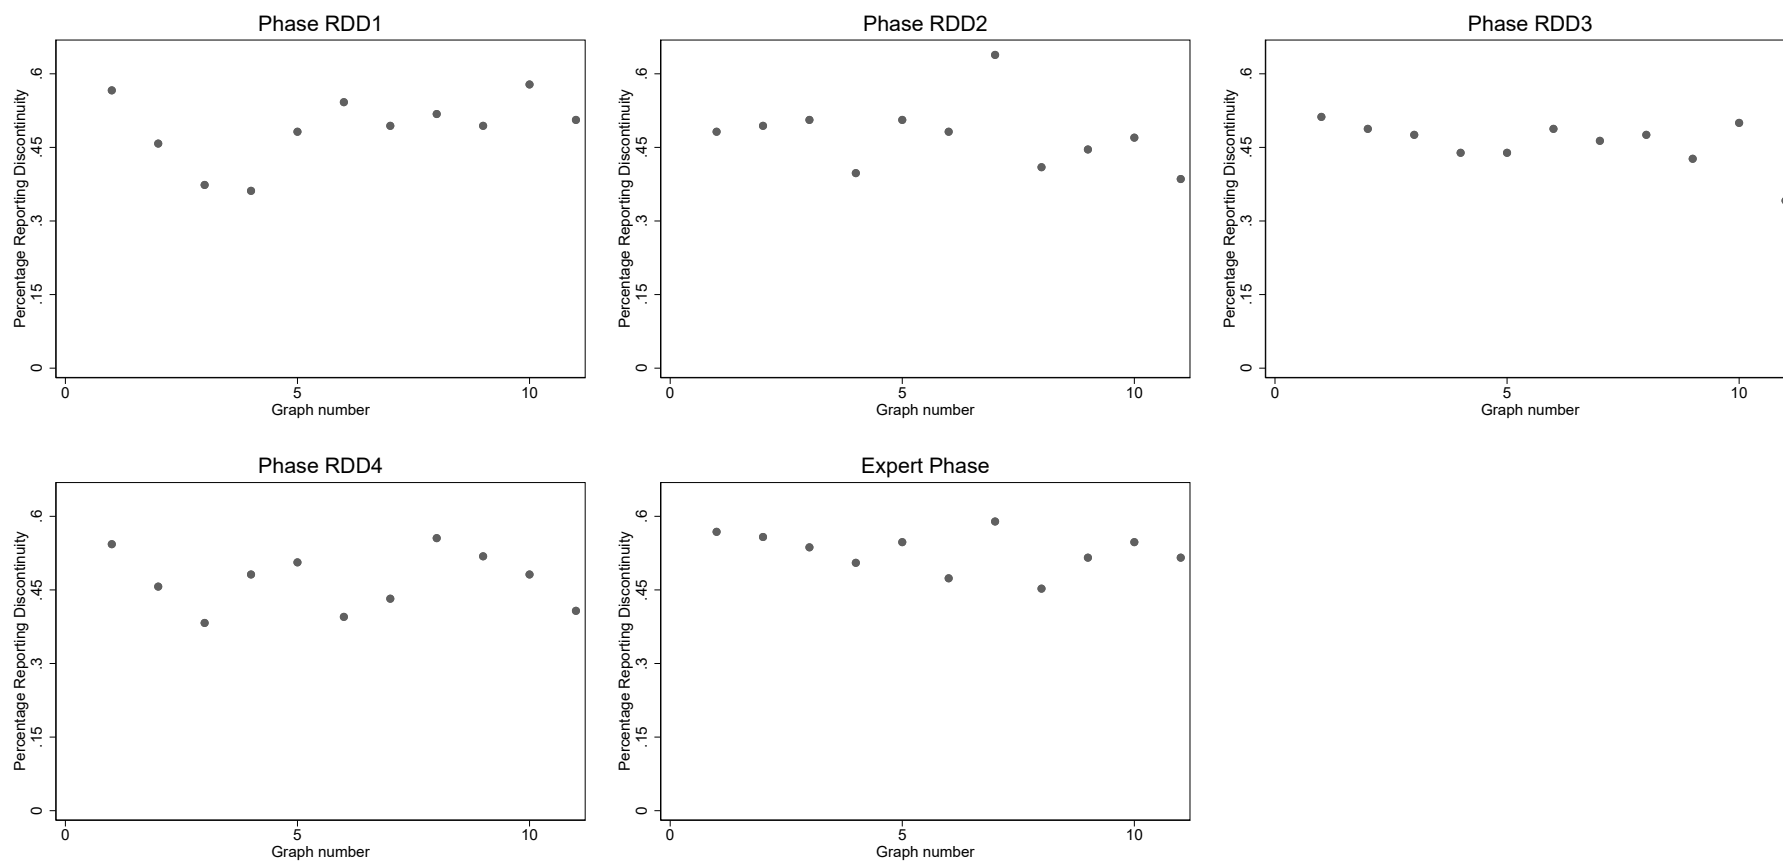 Phase RDD1
Percentage Reporting Discontinuity
.6
.45
.3
.15
0
0 5 10
Graph number
Phase RDD2
Percentage Reporting Discontinuity
.6
.45
.3
.15
0
0 5 10
Graph number
Phase RDD3
Percentage Reporting Discontinuity
.6
.45
.3
.15
0
0 5 10
Graph number
Phase RDD4
Percentage Reporting Discontinuity
.6
.45
.3
.15
0
0 5 10
Graph number
Expert Phase
Percentage Reporting Discontinuity
.6
.45
.3
.15
0
0 5 10
Graph number